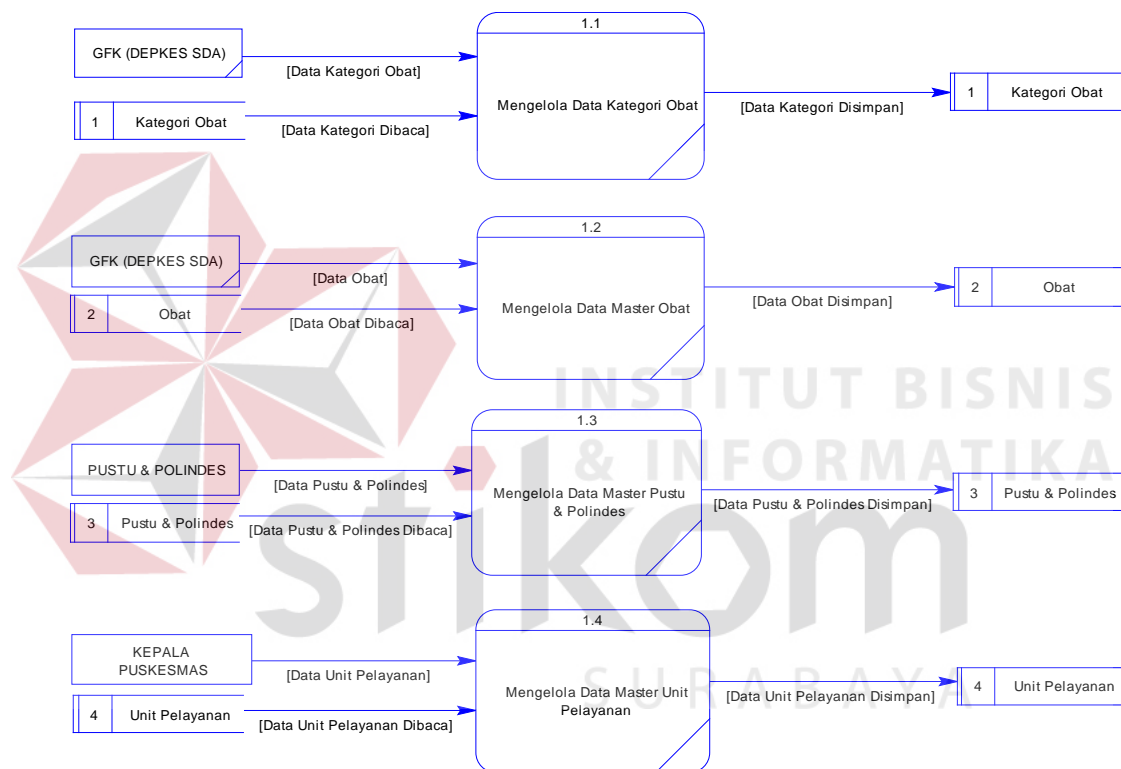 1.1
GFK (DEPKES SDA)
[Data Kategori Obat]
1 Kategori Obat
[Data Kategori Dibaca]
Mengelola Data Kategori Obat
[Data Kategori Disimpan]
1 Kategori Obat
1.2
GFK (DEPKES SDA)
[Data Obat]
2 Obat
[Data Obat Dibaca]
Mengelola Data Master Obat
[Data Obat Disimpan]
2 Obat
INSTITUT BISNIS
& INFORMATIKA
stikom
SURABAYA
1.3
PUSTU & POLINDES
[Data Pustu & Polindes]
3 Pustu & Polindes
[Data Pustu & Polindes Dibaca]
Mengelola Data Master Pustu
& Polindes
[Data Pustu & Polindes Disimpan]
3 Pustu & Polindes
1.4
KEPALA
PUSKESMAS
[Data Unit Pelayanan]
4 Unit Pelayanan
[Data Unit Pelayanan Dibaca]
Mengelola Data Master Unit
Pelayanan
[Data Unit Pelayanan Disimpan]
4 Unit Pelayanan